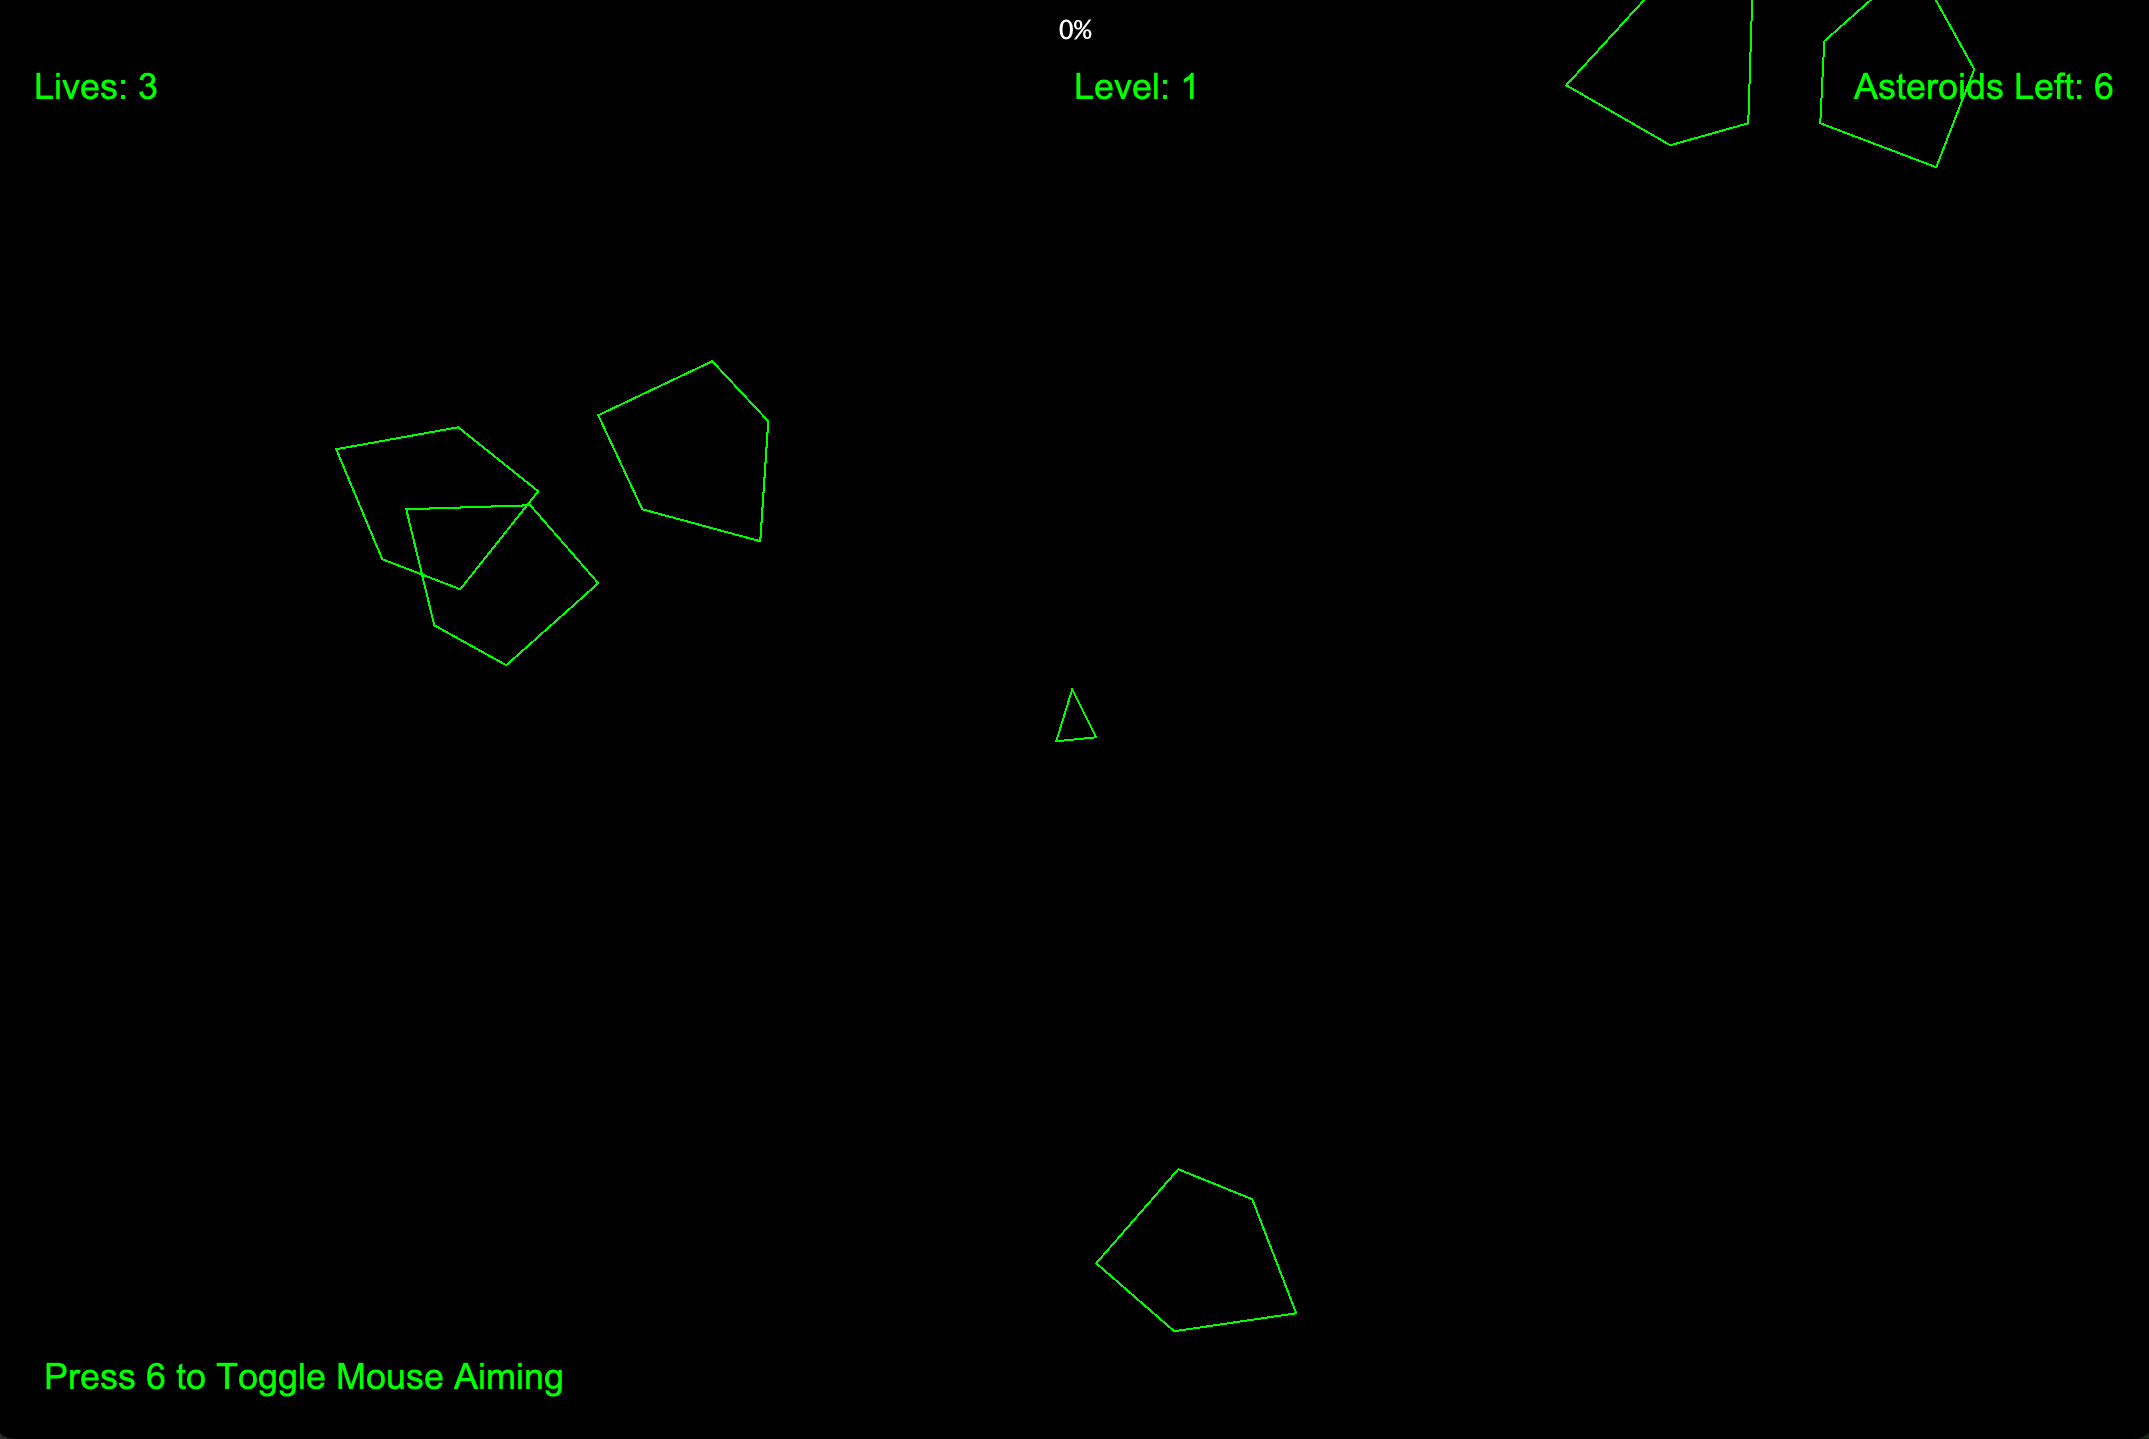 0%
Lives: 3
Level: 1
Asteroids Left: 6
Press 6 to Toggle Mouse Aiming